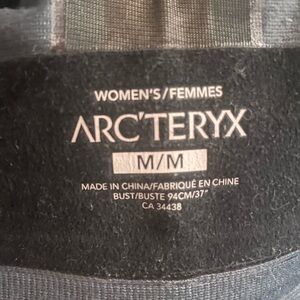 WOMEN'S/FEMMES
ARC'TERYX
M/M
MADE IN CHINA/FABRIQUÉ EN CHINE
BUST/BUSTE 94CM/37"
CA 34438